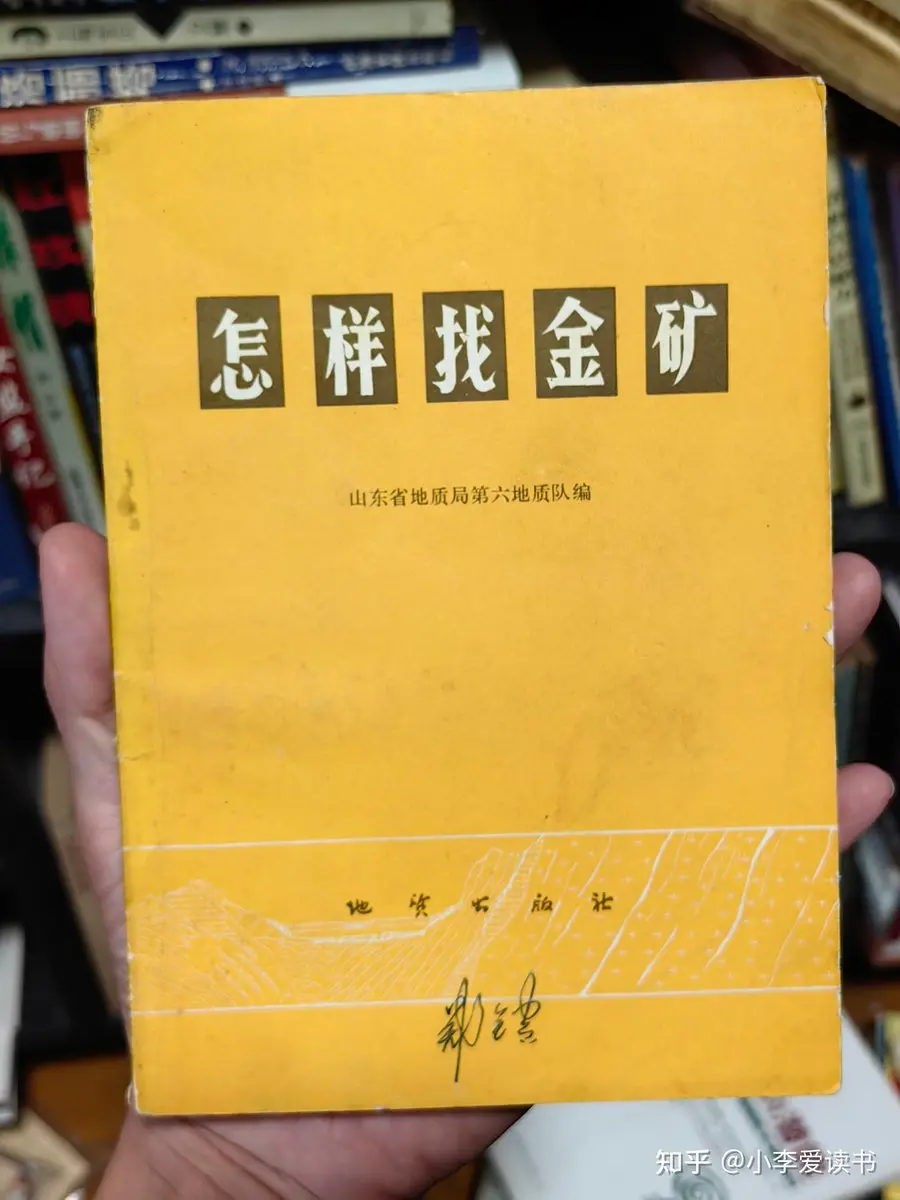 怎样找金矿
山东省地质局第六地质队编
地质出版社
知乎 @小李爱读书